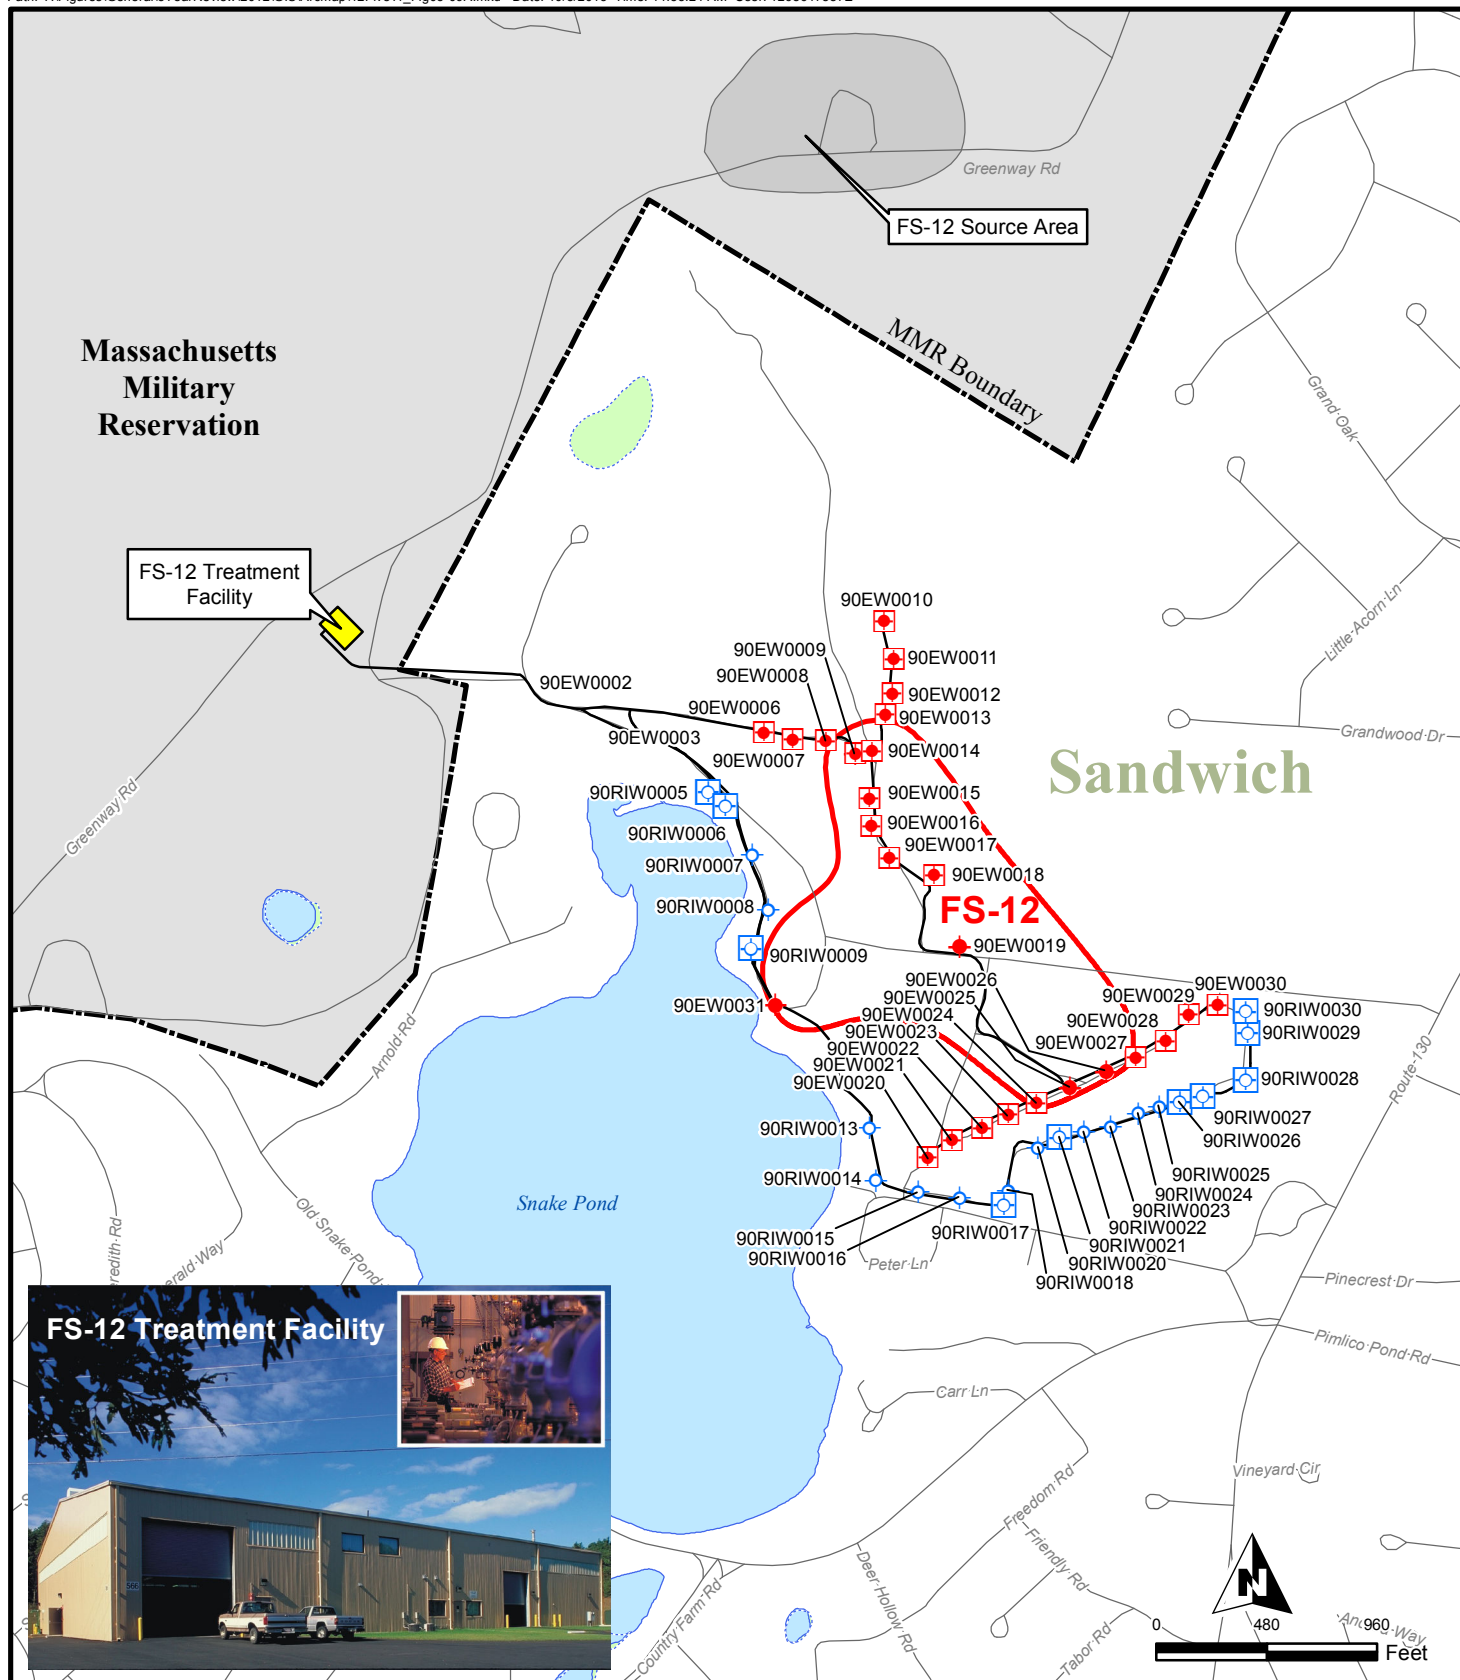 Greenway Rd
FS-12 Source Area
MMR Boundary
Massachusetts
Military
Reservation
Grand Oak
FS-12 Treatment
Facility
Little Acorn Ln
90EW0010
90EW0009
90EW0011
90EW0008
90EW0002
90EW0012
90EW0006
90EW0013
90EW0003
90EW0007
90EW0014
Grandwood Dr
Sandwich
90RIW0005
90EW0015
90RIW0006
90EW0016
Greenway Rd
90RIW0007
90EW0017
90EW0018
90RIW0008
FS-12
90RIW0009
90EW0019
90EW0026
90EW0030
90EW0031
90EW0025
90EW0029
90RIW0030
90EW0024
90EW0028
90RIW0029
90EW0023
90EW0027
90EW0022
90EW0021
90EW0020
90RIW0028
Arnold Rd
Route 130
90RIW0013
90RIW0027
90RIW0026
90RIW0014
90RIW0025
90RIW0024
90RIW0023
90RIW0022
90RIW0021
90RIW0020
90RIW0018
90RIW0017
90RIW0015
90RIW0016
Snake Pond
Old Snake Pond
eredith Rd
erald Way
Peter Ln
Pinecrest Dr
Pimlico Pond Rd
FS-12 Treatment Facility
Carr Ln
Vineyard Cir
Freedom Rd
Friendly Rd
Deer Hollow Rd
Country Farm Rd
Tabor Rd
N
0 480 960
Feet